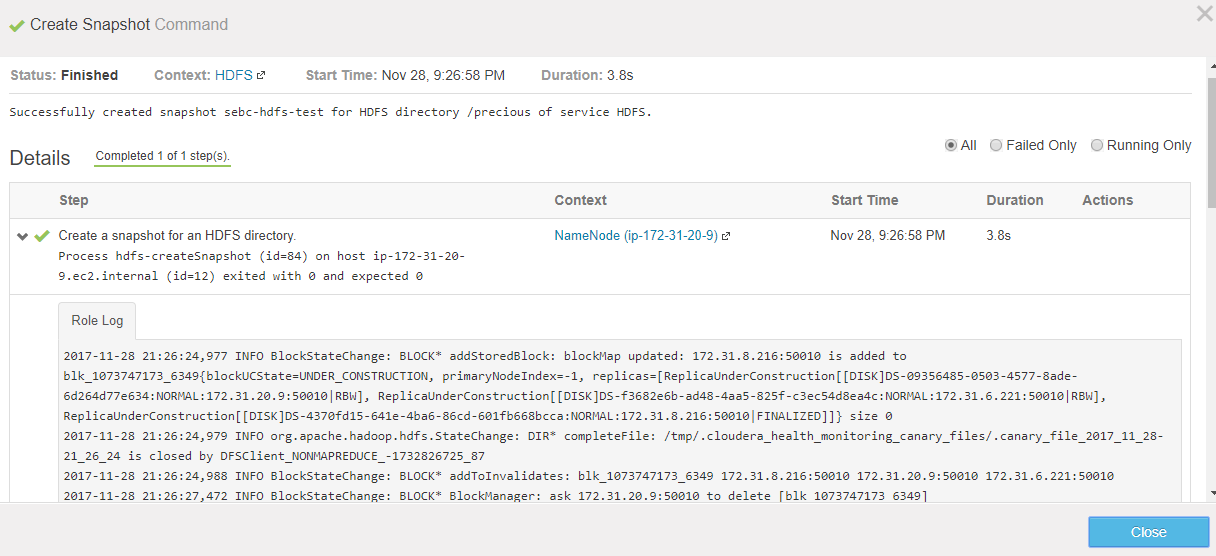 Create Snapshot Command
Status: Finished Context: HDFS Start Time: Nov 28, 9:26:58 PM Duration: 3.8s
Successfully created snapshot sebc-hdfs-test for HDFS directory /precious of service HDFS.
Details Completed 1 of 1 step(s). All Failed Only Running Only
Step Context Start Time Duration Actions
Create a snapshot for an HDFS directory. NameNode (ip-172-31-20-9) Nov 28, 9:26:58 PM 3.8s
Process hdfs-createSnapshot (id=84) on host ip-172-31-20-
9.ec2.internal (id=12) exited with 0 and expected 0
Role Log
2017-11-28 21:26:24,977 INFO BlockStateChange: BLOCK* addStoredBlock: blockMap updated: 172.31.8.216:50010 is added to
blk_1073747173_6349{blockUCState=UNDER_CONSTRUCTION, primaryNodeIndex=-1, replicas=[ReplicaUnderConstruction[[DISK]DS-09356485-0503-4577-8ade-
6d264d77e634:NORMAL:172.31.20.9:50010|RBW], ReplicaUnderConstruction[[DISK]DS-f3682e6b-ad48-4aa5-825f-c3ec54d8ea4c:NORMAL:172.31.6.221:50010|RBW],
ReplicaUnderConstruction[[DISK]DS-4370fd15-641e-4ba6-86cd-601fb668bcca:NORMAL:172.31.8.216:50010|FINALIZED]]} size 0
2017-11-28 21:26:24,979 INFO org.apache.hadoop.hdfs.StateChange: DIR* completeFile: /tmp/.cloudera_health_monitoring_canary_files/.canary_file_2017_11_28-
21_26_24 is closed by DFSClient_NONMAPREDUCE_-1732826725_87
2017-11-28 21:26:24,988 INFO BlockStateChange: BLOCK* addToInvalidates: blk_1073747173_6349 172.31.8.216:50010 172.31.20.9:50010 172.31.6.221:50010
2017-11-28 21:26:27,472 INFO BlockStateChange: BLOCK* BlockManager: ask 172.31.20.9:50010 to delete [blk_1073747173_6349]
Close